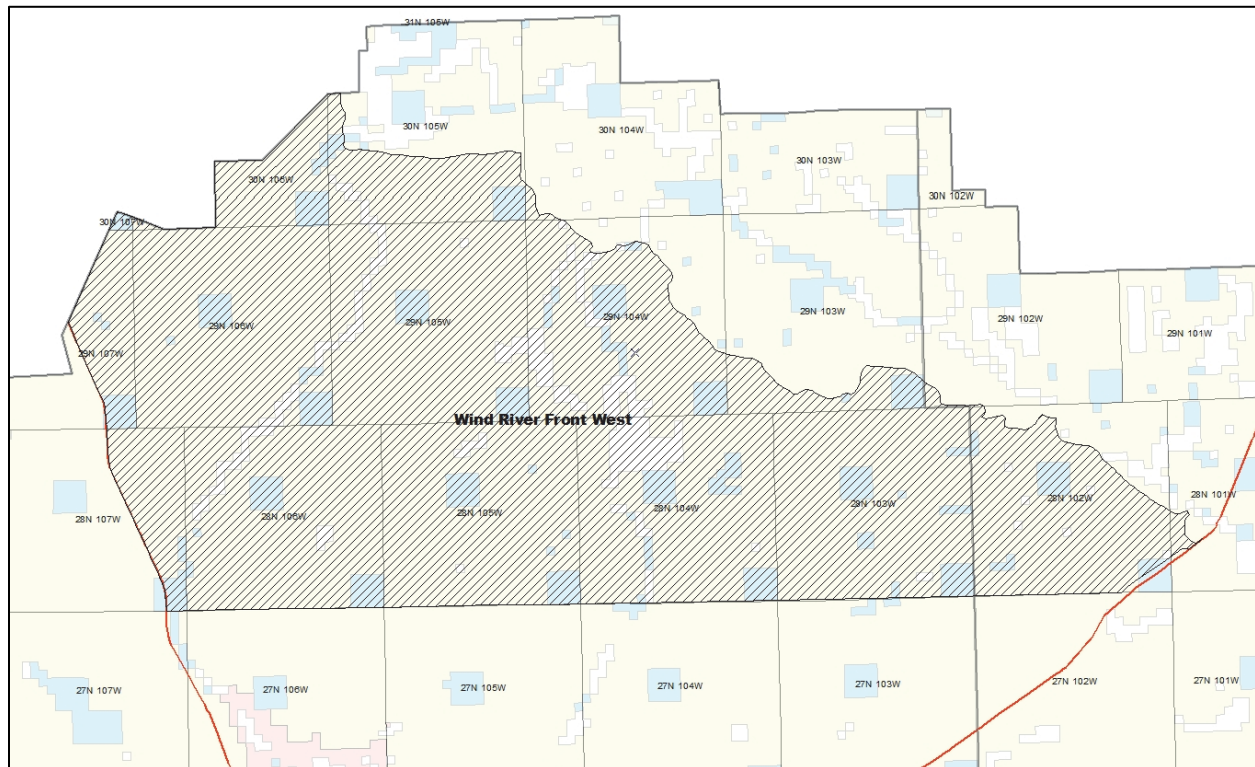 31N 105W
30N 105W
30N 104W
30N 103W
30N 106W
30N 102W
30N 107W
29N 106W
29N 105W
29N 104W
29N 103W
29N 102W
29N 101W
29N 107W
Wind River Front West
28N 107W
28N 106W
28N 105W
28N 104W
28N 103W
28N 102W
28N 101W
27N 107W
27N 106W
27N 105W
27N 104W
27N 103W
27N 102W
27N 101W